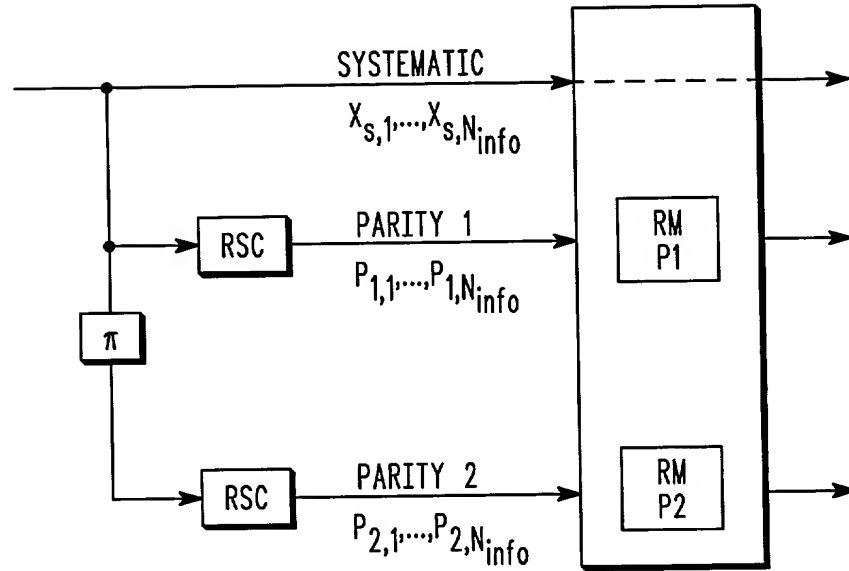 SYSTEMATIC
X_{s,1},...,X_{s,N_{info}}
RSC
PARITY 1
P_{1,1},...,P_{1,N_{info}}
RM
P1
π
RSC
PARITY 2
P_{2,1},...,P_{2,N_{info}}
RM
P2